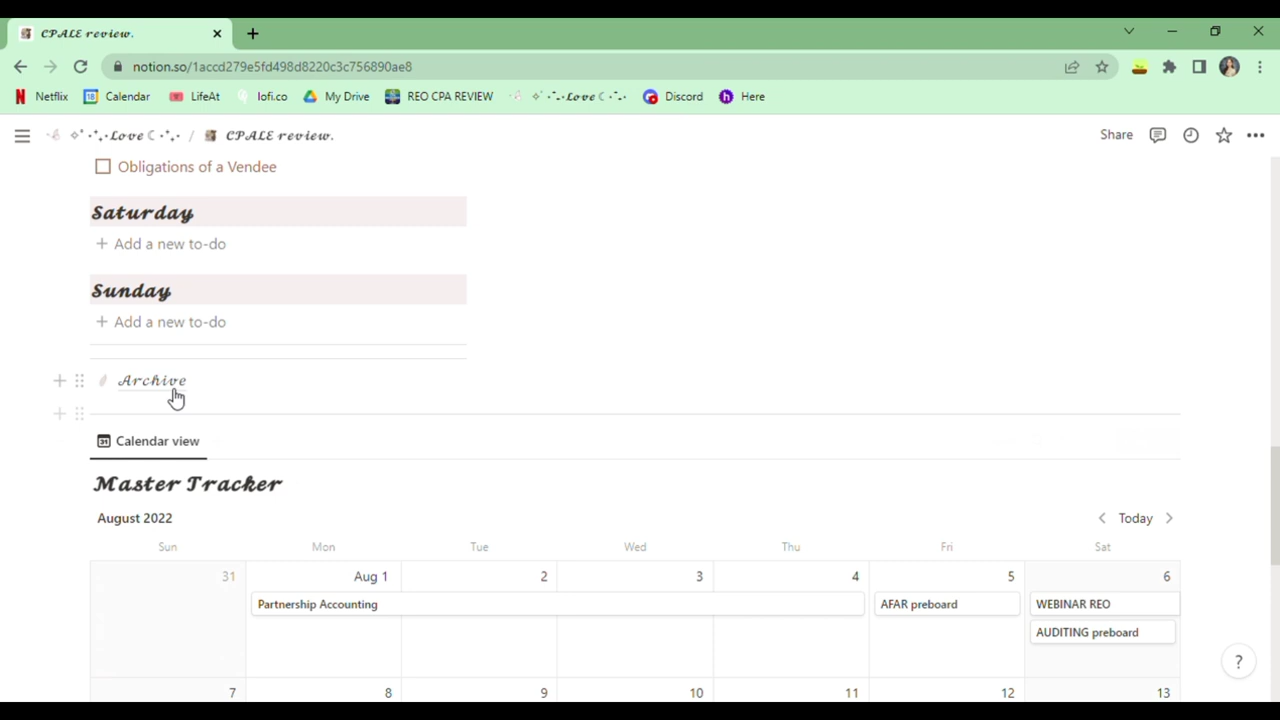 CPALE review.
notion.so/1accd279e5fd498d8220c3c756890ae8
Netflix Calendar LifeAt lofi.co My Drive REO CPA REVIEW Love Discord Here
Love / CPALE review. Share
Obligations of a Vendee
Saturday
+ Add a new to-do
Sunday
+ Add a new to-do
Archive
Calendar view
Master Tracker
August 2022 Today
Sun Mon Tue Wed Thu Fri Sat
31 Aug 1 2 3 4 5 6
Partnership Accounting AFAR preboard WEBINAR REO
AUDITING preboard
7 8 9 10 11 12 13
?